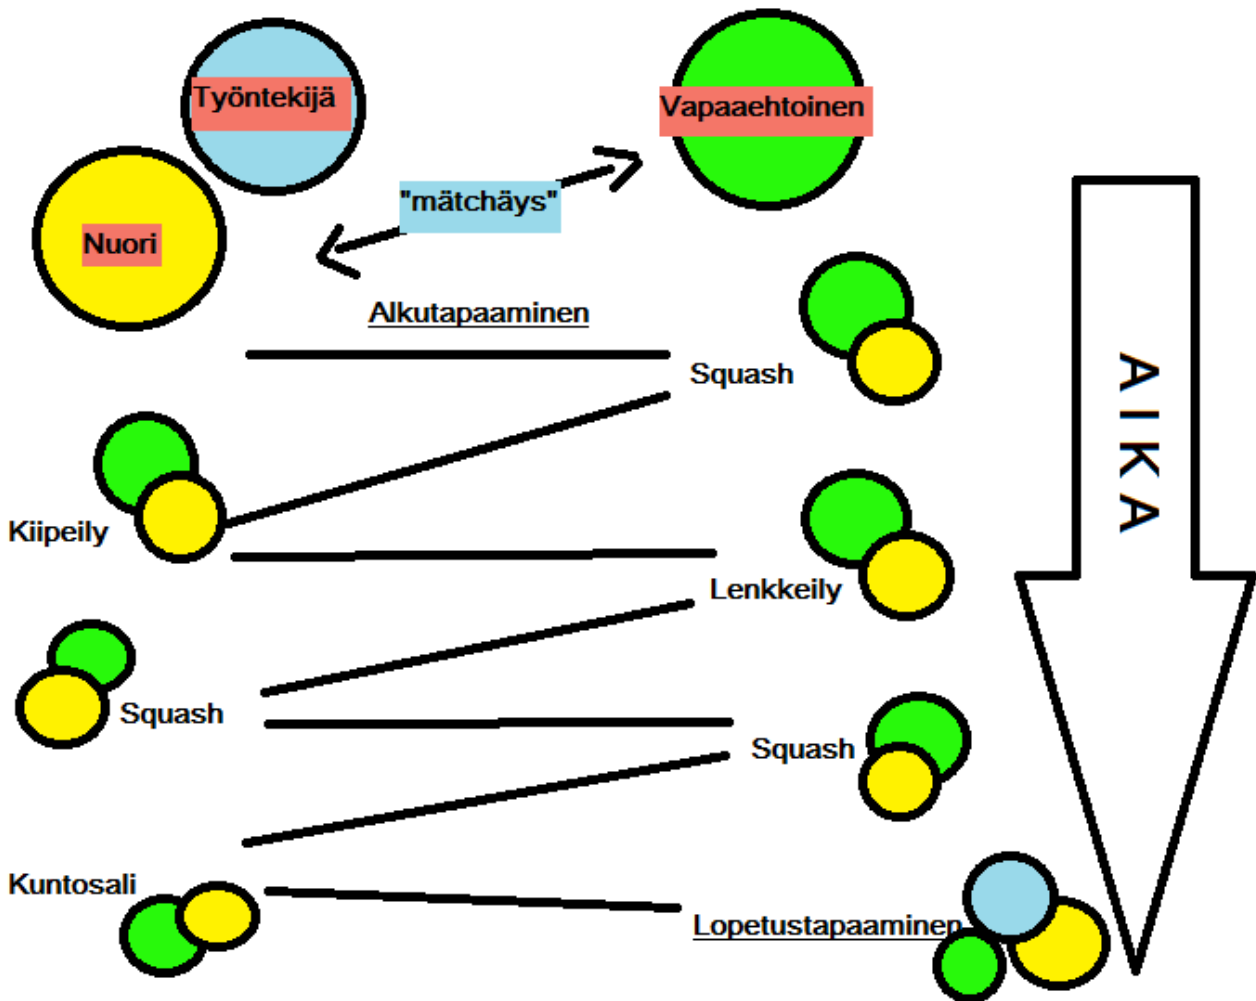 Työntekijä
Vapaaehtoinen
"mätchäys"
Nuori
Alkutapaaminen
Squash
Kiipeily
Lenkkeily
Squash
Squash
Kuntosali
Lopetustapaaminen
AIKA